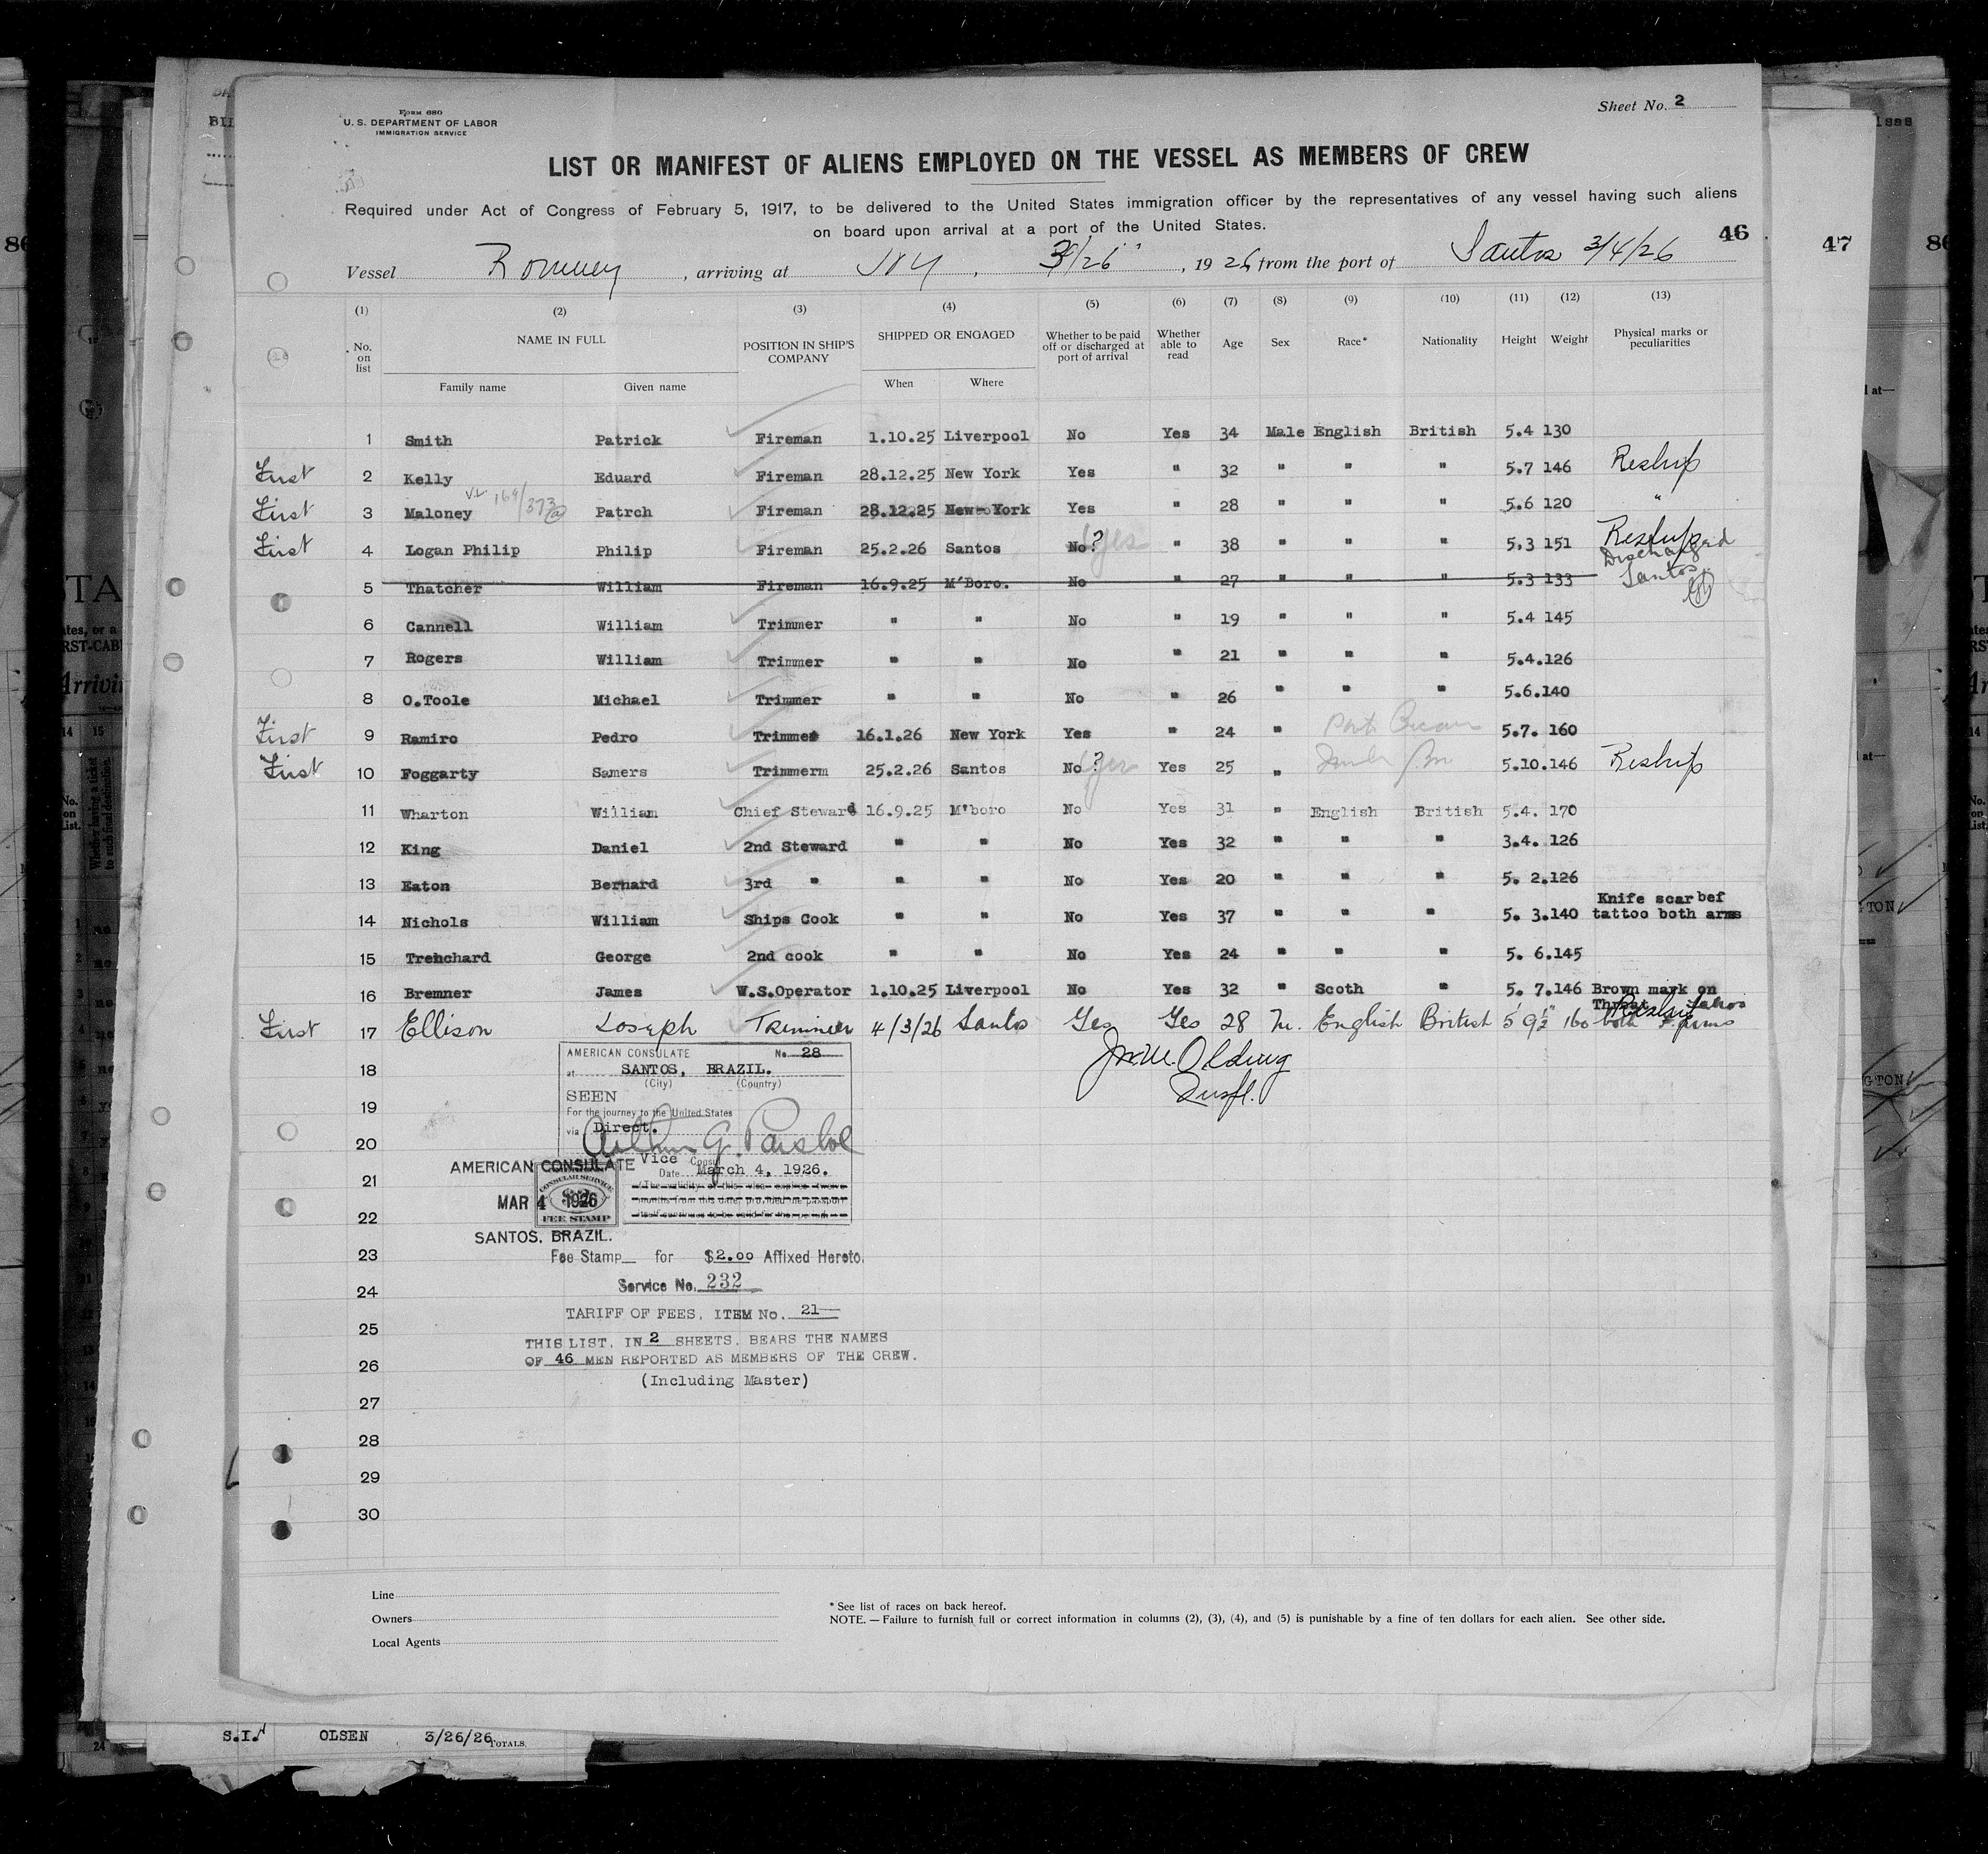 Form 680
U. S. DEPARTMENT OF LABOR
IMMIGRATION SERVICE
Sheet No. 2
LIST OR MANIFEST OF ALIENS EMPLOYED ON THE VESSEL AS MEMBERS OF CREW
Required under Act of Congress of February 5, 1917, to be delivered to the United States immigration officer by the representatives of any vessel having such aliens
on board upon arrival at a port of the United States.
46
47
Vessel Romney, arriving at N Y, 3/26, 1926 from the port of Santos 3/4/26
(1) (2) (3) (4) (5) (6) (7) (8) (9) (10) (11) (12) (13)
No. on list NAME IN FULL POSITION IN SHIP'S COMPANY SHIPPED OR ENGAGED Whether to be paid off or discharged at port of arrival Whether able to read Age Sex Race* Nationality Height Weight Physical marks or peculiarities
Family name Given name When Where
1 Smith Patrick Fireman 1.10.25 Liverpool No Yes 34 Male English British 5.4 130
First 2 Kelly Eduard Fireman 28.12.25 New York Yes " 32 " " " 5.7 146 Reship
First 3 Maloney Patrch Fireman 28.12.25 New-York Yes " 28 " " " 5.6 120 "
First 4 Logan Philip Philip Fireman 25.2.26 Santos No? (yes " 38 " " " 5.3 151 Reship
5 Thatcher William Fireman 16.9.25 M'Boro. No " 27 " " " 5.3 133 Discharged Santos
6 Cannell William Trimmer " " No " 19 " " " 5.4 145
7 Rogers William Trimmer " " No " 21 " " " 5.4.126
8 O.Toole Michael Trimmer " " No " 26 " " " 5.6.140
First 9 Ramiro Pedro Trimmer 16.1.26 New York Yes " 24 " 5.7. 160
First 10 Foggarty Samers Trimmerm 25.2.26 Santos No? (yes Yes 25 " 5.10.146 Reship
11 Wharton William Chief Steward 16.9.25 M'boro No Yes 31 " English British 5.4. 170
12 King Daniel 2nd Steward " " No Yes 32 " " " 3.4. 126
13 Eaton Bernard 3rd " " " No Yes 20 " " " 5. 2.126
14 Nichols William Ships Cook " " No Yes 37 " " " 5. 3.140 Knife scar bef tattoo both arms
15 Trenchard George 2nd cook " " No Yes 24 " " " 5. 6.145
16 Bremner James W.S.Operator 1.10.25 Liverpool No Yes 32 " Scoth " 5. 7.146 Brown mark on Throat
First 17 Ellison Joseph Trimmer 4/3/26 Santos Yes Yes 28 M. English British 5 9½" 160 Reship both F. arms
18
19
20
21
22
23
24
25
26
27
28
29
30
AMERICAN CONSULATE No. 28
at SANTOS, BRAZIL.
(City) (Country)
SEEN
For the journey to the United States
via Direct.
Vice Consul
Date March 4, 1926.
AMERICAN CONSULATE
MAR 4 1926
SANTOS, BRAZIL.
CONSULAR SERVICE
FEE STAMP
Fee Stamp for $2.00 Affixed Hereto.
Service No. 232
TARIFF OF FEES, ITEM No. 21
THIS LIST, IN 2 SHEETS, BEARS THE NAMES
OF 46 MEN REPORTED AS MEMBERS OF THE CREW.
(Including Master)
Line
Owners
Local Agents
* See list of races on back hereof.
NOTE. — Failure to furnish full or correct information in columns (2), (3), (4), and (5) is punishable by a fine of ten dollars for each alien. See other side.
S.I. OLSEN 3/26/26 TOTALS.